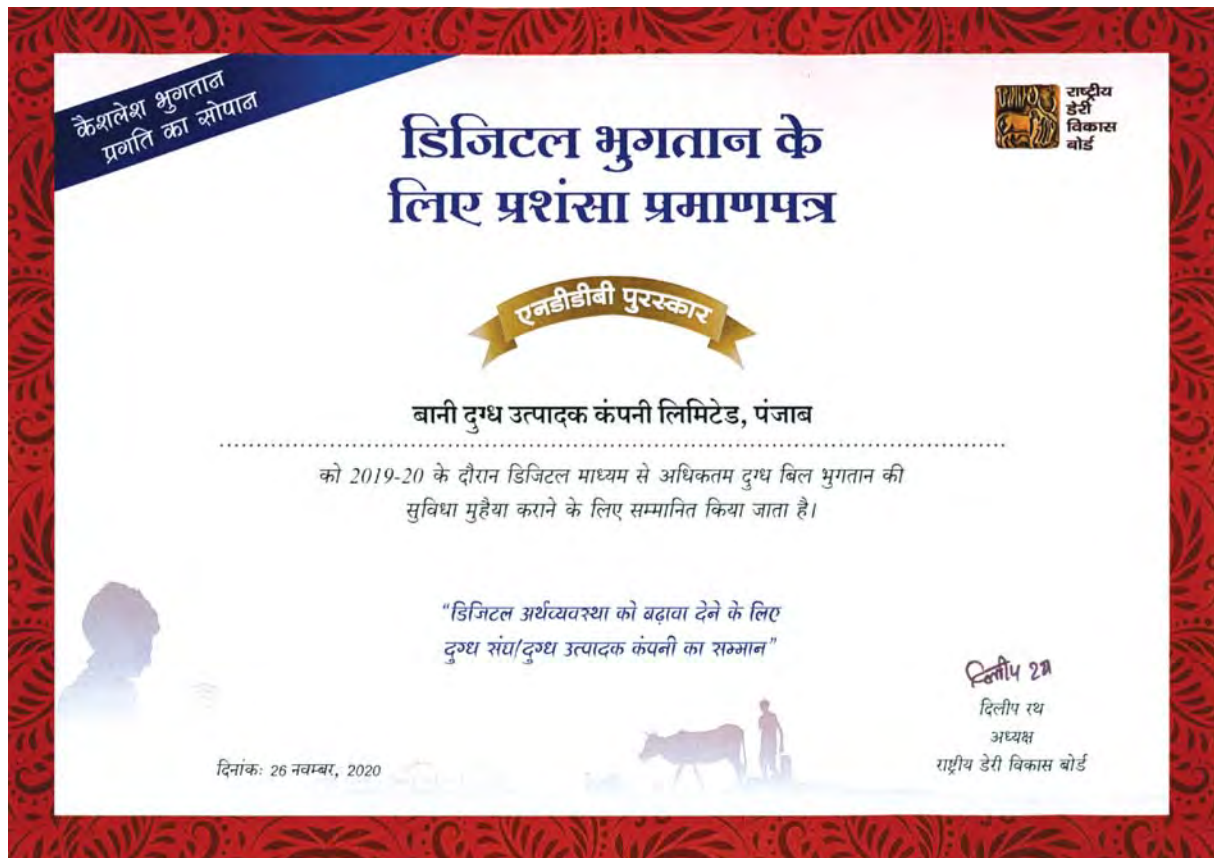 कैशलेश भुगतान
प्रगति का सोपान
राष्ट्रीय
डेरी
विकास
बोर्ड
डिजिटल भुगतान के
लिए प्रशंसा प्रमाणपत्र
एनडीडीबी पुरस्कार
बानी दुग्ध उत्पादक कंपनी लिमिटेड, पंजाब
को 2019-20 के दौरान डिजिटल माध्यम से अधिकतम दुग्ध बिल भुगतान की
सुविधा मुहैया कराने के लिए सम्मानित किया जाता है।
"डिजिटल अर्थव्यवस्था को बढ़ावा देने के लिए
दुग्ध संघ/दुग्ध उत्पादक कंपनी का सम्मान"
दिलीप रथ
दिलीप रथ
अध्यक्ष
राष्ट्रीय डेरी विकास बोर्ड
दिनांकः 26 नवम्बर, 2020